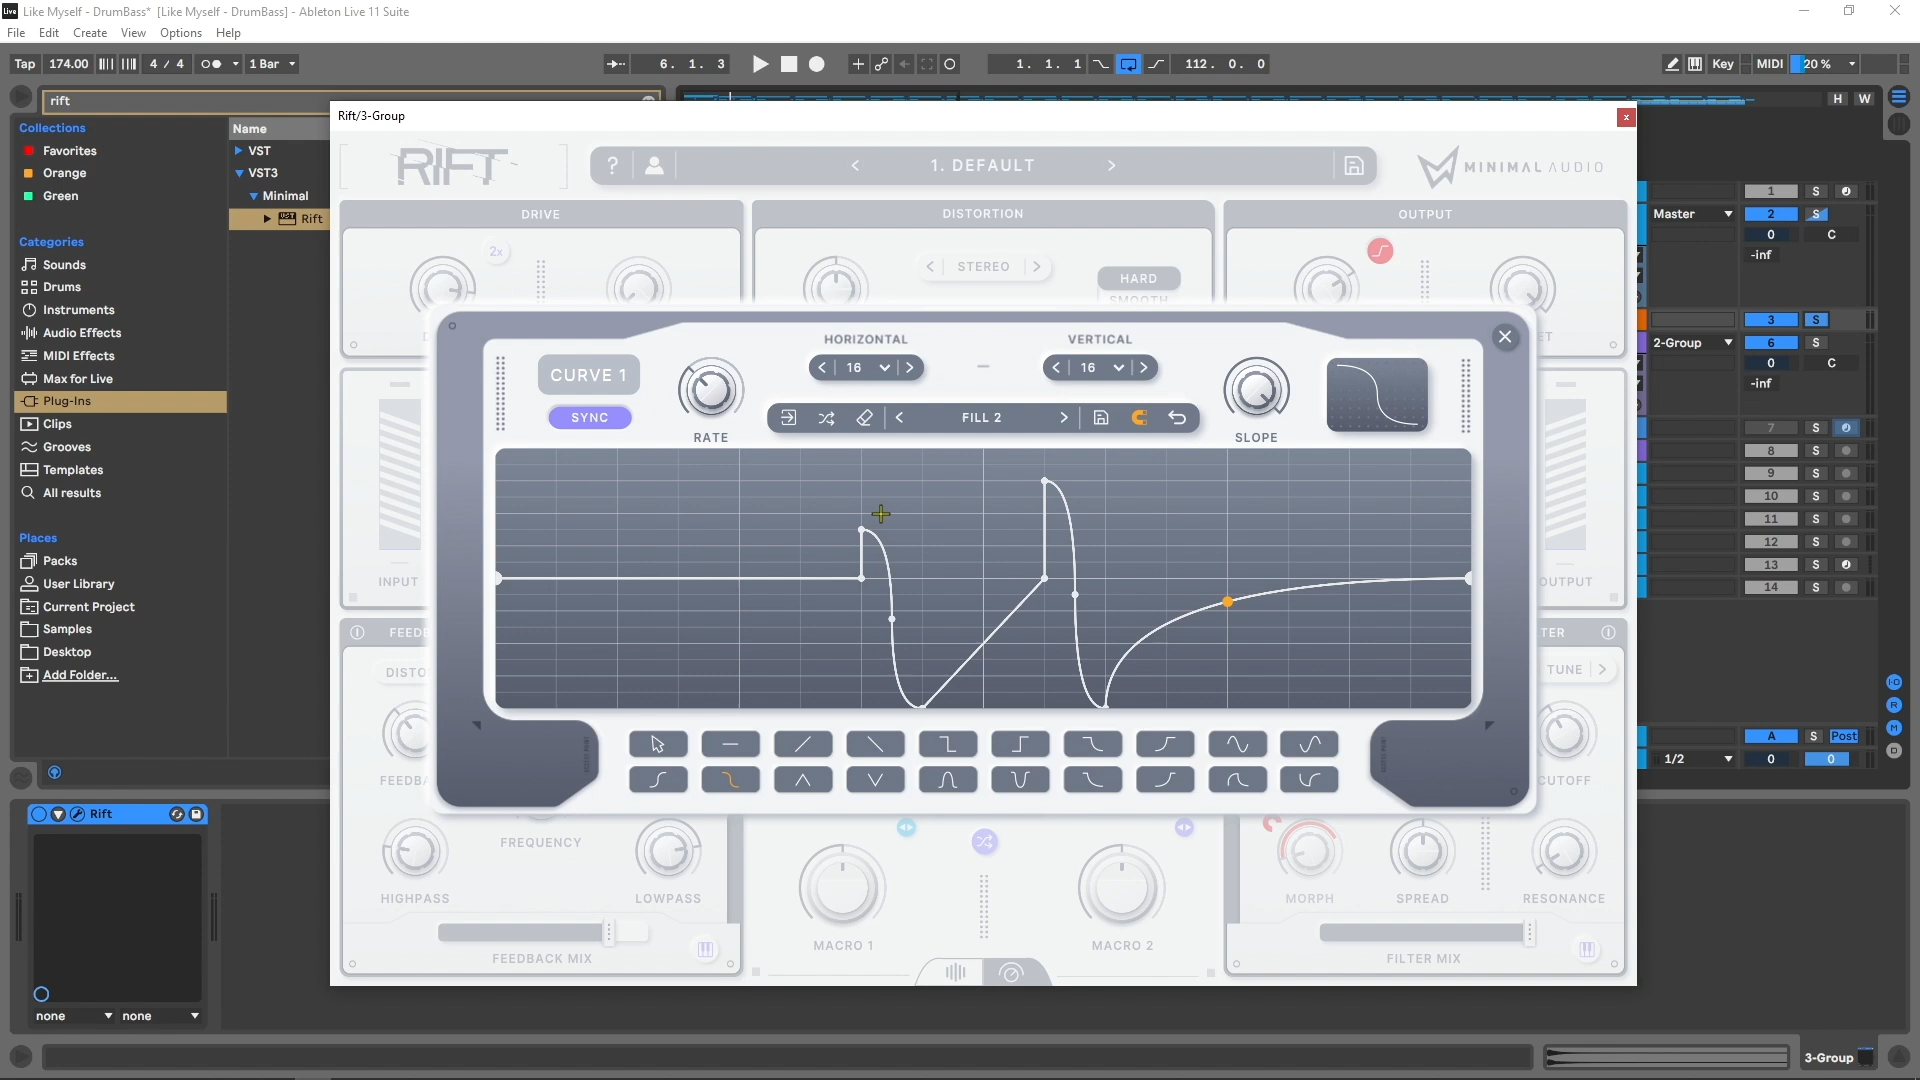 Like Myself - DrumBass* [Like Myself - DrumBass] - Ableton Live 11 Suite
File Edit Create View Options Help
Tap 174.00 4 / 4 1 Bar 6. 1. 3 1. 1. 1 112. 0. 0 Key MIDI 20 %
rift
H W
Rift/3-Group
Collections
Favorites
Orange
Green
Name
VST
VST3
Minimal
Rift
Categories
Sounds
Drums
Instruments
Audio Effects
MIDI Effects
Max for Live
Plug-Ins
Clips
Grooves
Templates
All results
Places
Packs
User Library
Current Project
Samples
Desktop
Add Folder...
RIFT
? 1. DEFAULT
MINIMAL AUDIO
DRIVE DISTORTION OUTPUT
2x
STEREO
HARD
SMOOTH
HORIZONTAL VERTICAL
CURVE 1
16 16
SYNC
FILL 2
RATE SLOPE
INPUT OUTPUT
FEEDB
DISTO
FEEDBA
TER
TUNE
CUTOFF
FREQUENCY
HIGHPASS LOWPASS
FEEDBACK MIX
MACRO 1 MACRO 2
MORPH SPREAD RESONANCE
FILTER MIX
1 S
Master 2 S
0 C
-inf
3 S
2-Group 6 S
0 C
-inf
7 S
8 S
9 S
10 S
11 S
12 S
13 S
14 S
A S Post
1/2 0 0
I·O
R
M
D
Rift
none none
3-Group